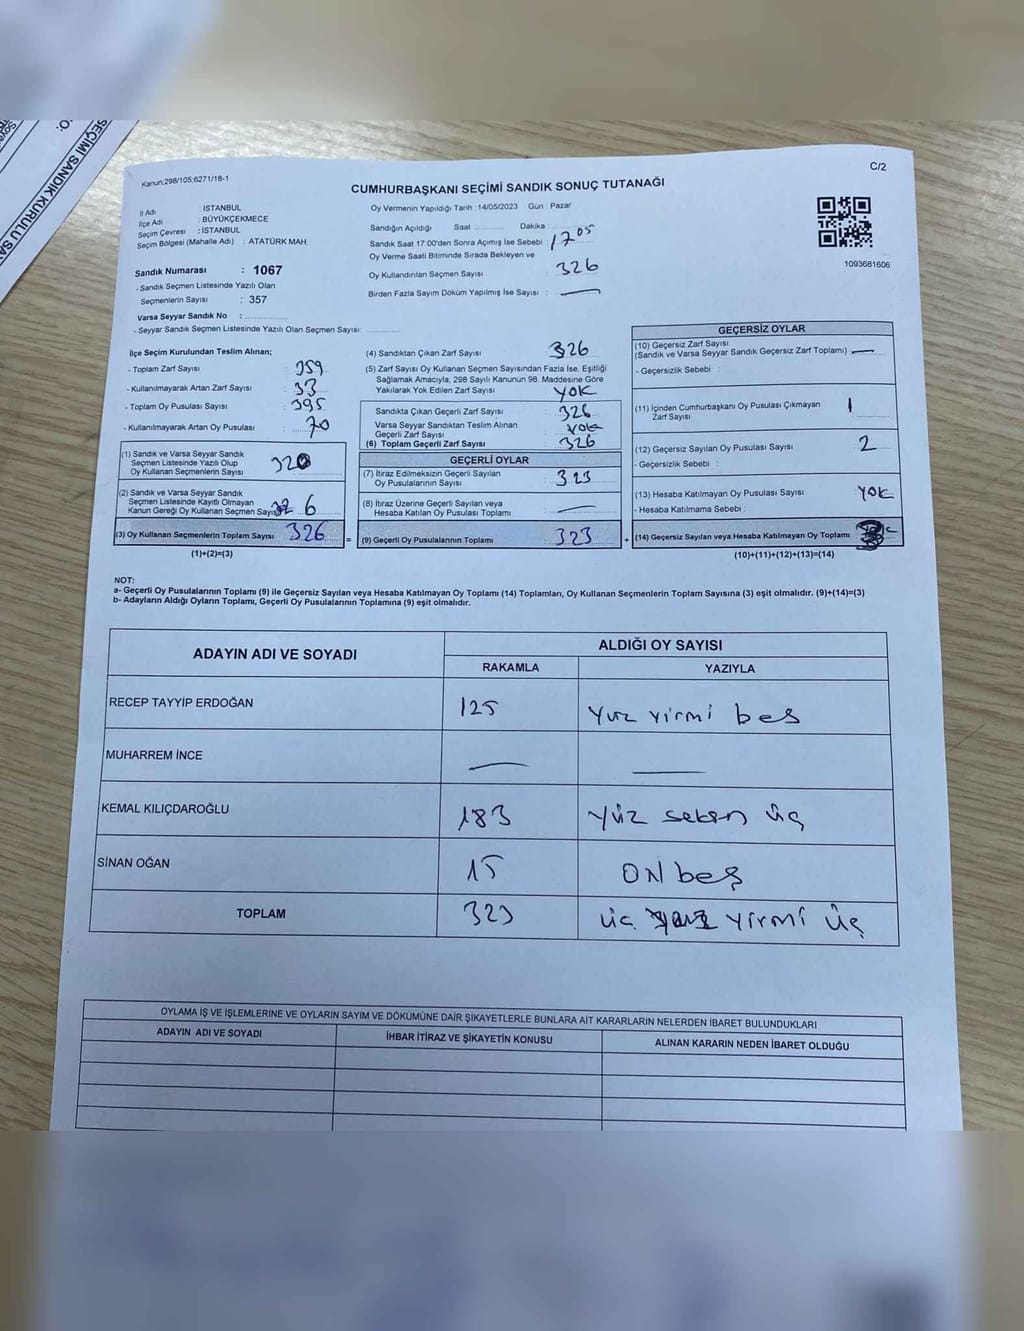 C/2
Kanun:298/105;6271/18-1
CUMHURBAŞKANI SEÇİMİ SANDIK SONUÇ TUTANAĞI
İl Adı : İSTANBUL
İlçe Adı : BÜYÜKÇEKMECE
Seçim Çevresi : İSTANBUL
Seçim Bölgesi (Mahalle Adı) : ATATÜRK MAH.
Sandık Numarası : 1067
- Sandık Seçmen Listesinde Yazılı Olan
Seçmenlerin Sayısı : 357
Varsa Seyyar Sandık No :
- Seyyar Sandık Seçmen Listesinde Yazılı Olan Seçmen Sayısı:
Oy Vermenin Yapıldığı Tarih :14/05/2023 Gün : Pazar
Sandığın Açıldığı Saat Dakika :
Sandık Saat 17.00'den Sonra Açımış İse Sebebi : 17 05
Oy Verme Saati Bitiminde Sırada Bekleyen ve
Oy Kullandırılan Seçmen Sayısı : 326
Birden Fazla Sayım Döküm Yapılmış İse Sayısı : —
1093681606
İlçe Seçim Kurulundan Teslim Alınan;
- Toplam Zarf Sayısı : 359
- Kullanılmayarak Artan Zarf Sayısı : 33
- Toplam Oy Pusulası Sayısı : 395
- Kullanılmayarak Artan Oy Pusulası : 70
(1) Sandık ve Varsa Seyyar Sandık
Seçmen Listesinde Yazılı Olup
Oy Kullanan Seçmenlerin Sayısı 320
(2) Sandık ve Varsa Seyyar Sandık
Seçmen Listesinde Kayıtlı Olmayan
Kanun Gereği Oy Kullanan Seçmen Sayısı 6
(3) Oy Kullanan Seçmenlerin Toplam Sayısı 326
(1)+(2)=(3)
(4) Sandıktan Çıkan Zarf Sayısı : 326
(5) Zarf Sayısı Oy Kullanan Seçmen Sayısından Fazla İse, Eşitliği
Sağlamak Amacıyla; 298 Sayılı Kanunun 98. Maddesine Göre
Yakılarak Yok Edilen Zarf Sayısı : YOK
Sandıkta Çıkan Geçerli Zarf Sayısı : 326
Varsa Seyyar Sandıktan Teslim Alınan
Geçerli Zarf Sayısı : YOK
(6) Toplam Geçerli Zarf Sayısı : 326
GEÇERLİ OYLAR
(7) İtiraz Edilmeksizin Geçerli Sayılan
Oy Pusulalarının Sayısı : 323
(8) İtiraz Üzerine Geçerli Sayılan veya
Hesaba Katılan Oy Pusulası Toplamı : —
= (9) Geçerli Oy Pusulalarının Toplamı : 323
GEÇERSİZ OYLAR
(10) Geçersiz Zarf Sayısı
(Sandık ve Varsa Seyyar Sandık Geçersiz Zarf Toplamı) : —
- Geçersizlik Sebebi :
(11) İçinden Cumhurbaşkanı Oy Pusulası Çıkmayan
Zarf Sayısı : 1
(12) Geçersiz Sayılan Oy Pusulası Sayısı : 2
- Geçersizlik Sebebi :
(13) Hesaba Katılmayan Oy Pusulası Sayısı : YOK
- Hesaba Katılmama Sebebi :
+ (14) Geçersiz Sayılan veya Hesaba Katılmayan Oy Toplamı :
(10)+(11)+(12)+(13)=(14)
NOT:
a- Geçerli Oy Pusulalarının Toplamı (9) ile Geçersiz Sayılan veya Hesaba Katılmayan Oy Toplamı (14) Toplamları, Oy Kullanan Seçmenlerin Toplam Sayısına (3) eşit olmalıdır. (9)+(14)=(3)
b- Adayların Aldığı Oyların Toplamı, Geçerli Oy Pusulalarının Toplamına (9) eşit olmalıdır.
ADAYIN ADI VE SOYADI
ALDIĞI OY SAYISI
RAKAMLA YAZIYLA
RECEP TAYYİP ERDOĞAN 125 Yüz yirmi beş
MUHARREM İNCE — —
KEMAL KILIÇDAROĞLU 183 Yüz seksen üç
SİNAN OĞAN 15 ON beş
TOPLAM 323 üç yüz yirmi üç
OYLAMA İŞ VE İŞLEMLERİNE VE OYLARIN SAYIM VE DÖKÜMÜNE DAİR ŞİKAYETLERLE BUNLARA AİT KARARLARIN NELERDEN İBARET BULUNDUKLARI
ADAYIN ADI VE SOYADI İHBAR İTİRAZ VE ŞİKAYETİN KONUSU ALINAN KARARIN NEDEN İBARET OLDUĞU
SEÇİMİ SANDIK KURULU